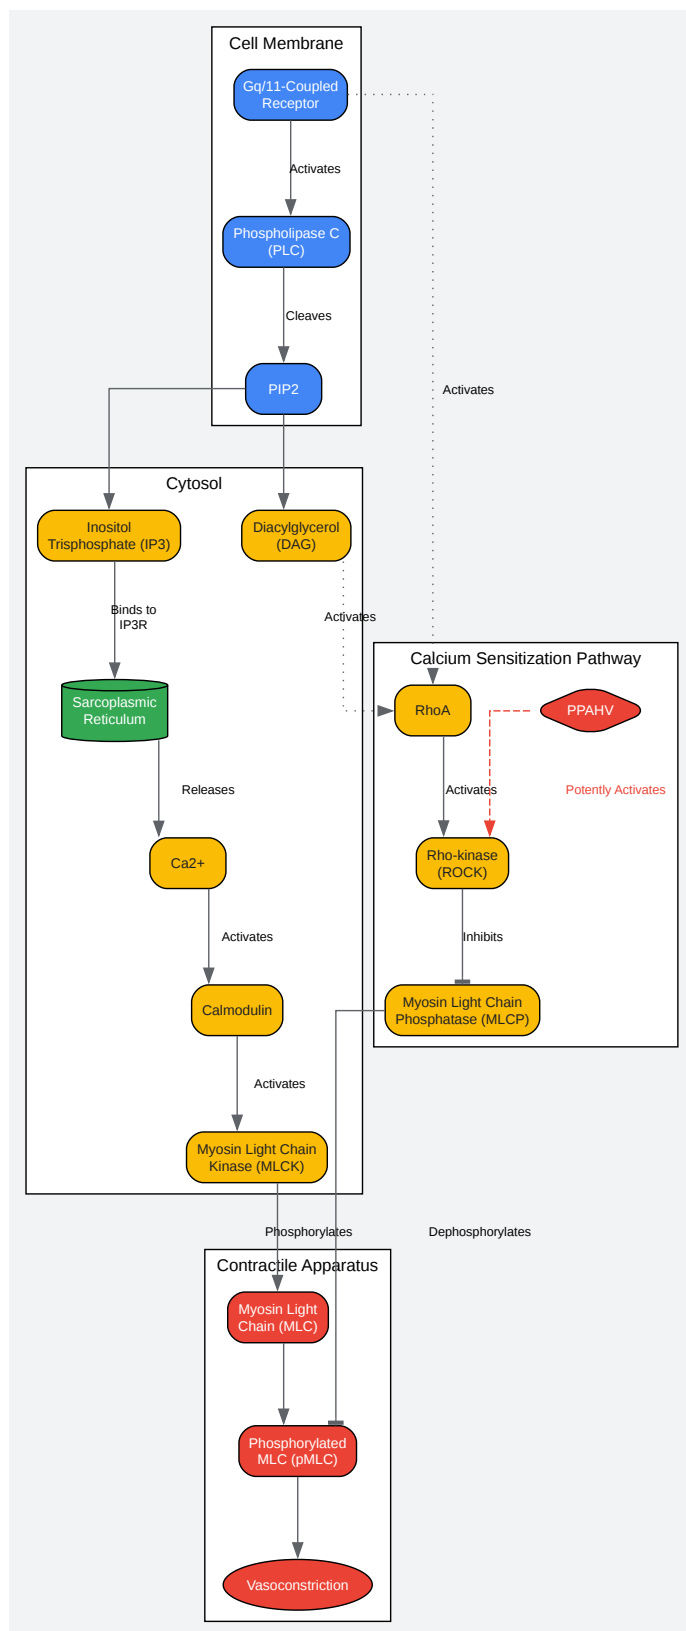 Cell Membrane
Gq/11-Coupled
Receptor
Activates
Phospholipase C
(PLC)
Cleaves
PIP2
Activates
Cytosol
Inositol
Trisphosphate (IP3)
Diacylglycerol
(DAG)
Binds to
IP3R
Activates
Calcium Sensitization Pathway
Sarcoplasmic
Reticulum
RhoA
PPAHV
Releases
Activates
Potently Activates
Ca2+
Rho-kinase
(ROCK)
Activates
Inhibits
Calmodulin
Myosin Light Chain
Phosphatase (MLCP)
Activates
Myosin Light Chain
Kinase (MLCK)
Phosphorylates
Dephosphorylates
Contractile Apparatus
Myosin Light
Chain (MLC)
Phosphorylated
MLC (pMLC)
Vasoconstriction